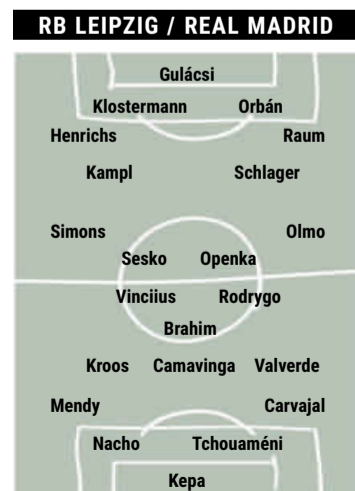 RB LEIPZIG / REAL MADRID
Gulácsi
Klostermann Orbán
Henrichs Raum
Kampl Schlager
Simons Olmo
Sesko Openka
Vinciius Rodrygo
Brahim
Kroos Camavinga Valverde
Mendy Carvajal
Nacho Tchouaméni
Kepa